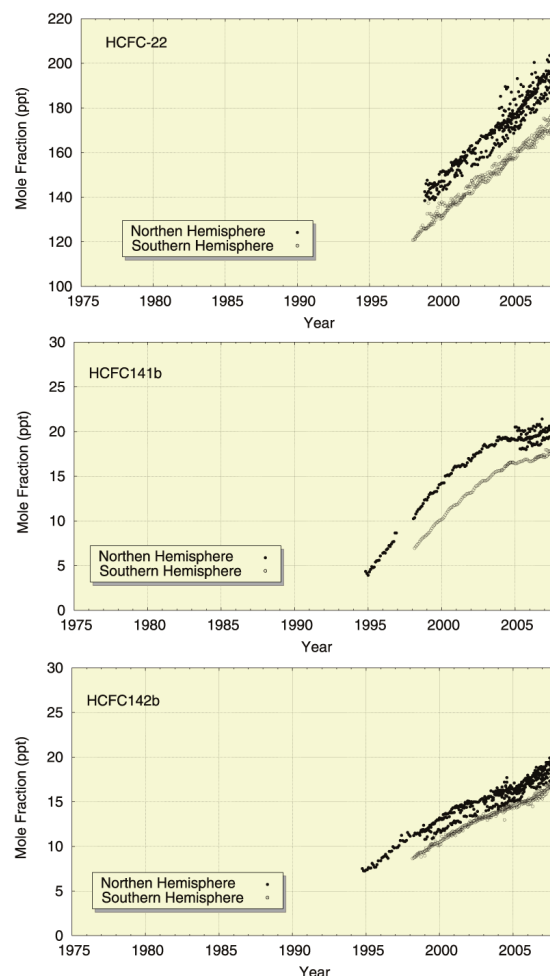 220
HCFC-22
200
180
Mole Fraction (ppt)
160
140
Northen Hemisphere
120
Southern Hemisphere
100
1975 1980 1985 1990 1995 2000 2005
Year
30
HCFC141b
25
20
Mole Fraction (ppt)
15
10
Northen Hemisphere
5
Southern Hemisphere
0
1975 1980 1985 1990 1995 2000 2005
Year
30
HCFC142b
25
20
Mole Fraction (ppt)
15
10
Northen Hemisphere
5
Southern Hemisphere
0
1975 1980 1985 1990 1995 2000 2005
Year